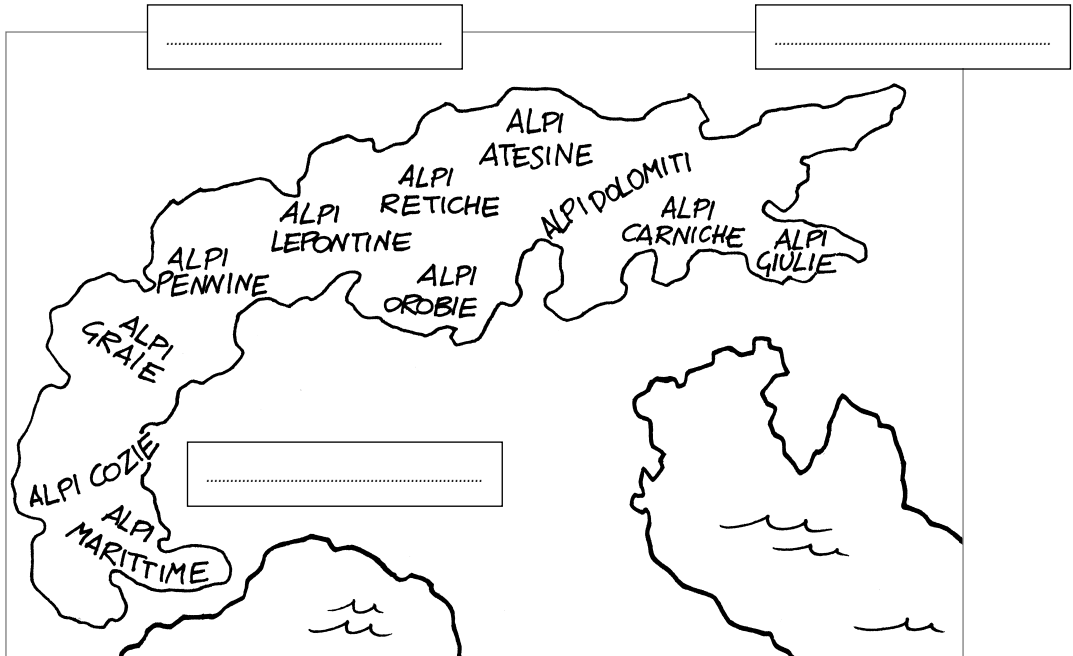 ALPI
ATESINE
ALPI
RETICHE
ALPI DOLOMITI
ALPI
LEPONTINE
ALPI
CARNICHE
ALPI
GIULIE
ALPI
PENNINE
ALPI
OROBIE
ALPI
GRAIE
ALPI COZIE
ALPI
MARITTIME